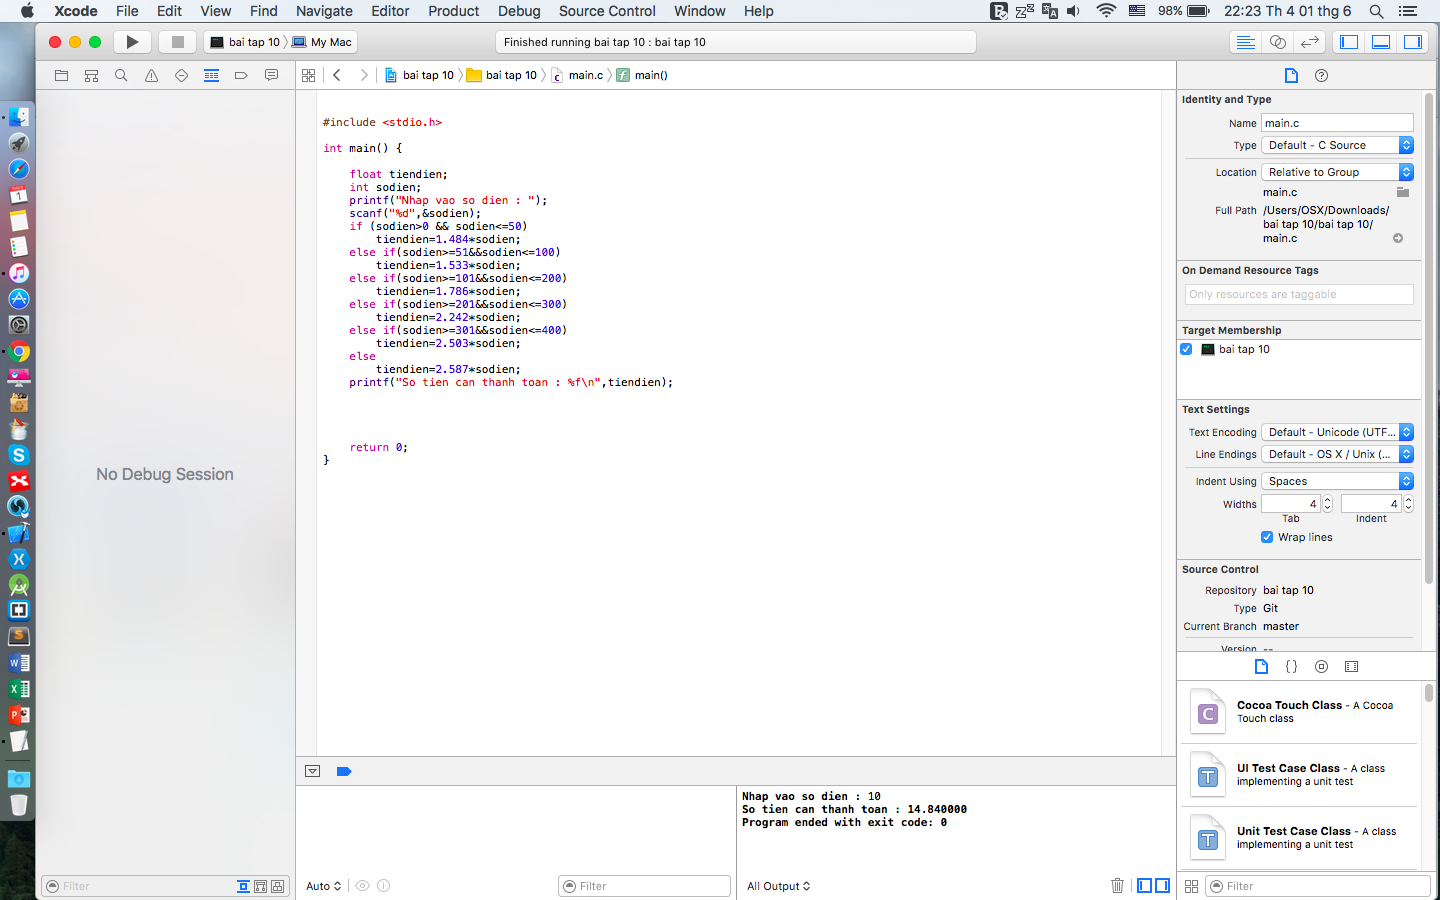 Xcode File Edit View Find Navigate Editor Product Debug Source Control Window Help 98% 22:23 Th 4 01 thg 6
bai tap 10 My Mac Finished running bai tap 10 : bai tap 10
bai tap 10 bai tap 10 main.c main()
#include <stdio.h>
int main() {
float tiendien;
int sodien;
printf("Nhap vao so dien : ");
scanf("%d",&sodien);
if (sodien>0 && sodien<=50)
tiendien=1.484*sodien;
else if(sodien>=51&&sodien<=100)
tiendien=1.533*sodien;
else if(sodien>=101&&sodien<=200)
tiendien=1.786*sodien;
else if(sodien>=201&&sodien<=300)
tiendien=2.242*sodien;
else if(sodien>=301&&sodien<=400)
tiendien=2.503*sodien;
else
tiendien=2.587*sodien;
printf("So tien can thanh toan : %f\n",tiendien);
return 0;
}
No Debug Session
Filter
Auto
Filter
Nhap vao so dien : 10
So tien can thanh toan : 14.840000
Program ended with exit code: 0
All Output
Identity and Type
Name main.c
Type Default - C Source
Location Relative to Group
main.c
Full Path /Users/OSX/Downloads/
bai tap 10/bai tap 10/
main.c
On Demand Resource Tags
Only resources are taggable
Target Membership
bai tap 10
Text Settings
Text Encoding Default - Unicode (UTF...
Line Endings Default - OS X / Unix (...
Indent Using Spaces
Widths 4 4
Tab Indent
Wrap lines
Source Control
Repository bai tap 10
Type Git
Current Branch master
Version --
Cocoa Touch Class - A Cocoa
Touch class
UI Test Case Class - A class
implementing a unit test
Unit Test Case Class - A class
implementing a unit test
Filter